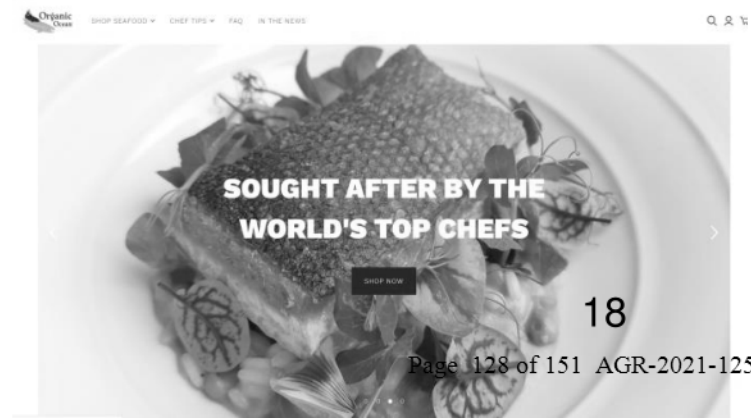 Organic
Ocean
SHOP SEAFOOD CHEF TIPS FAQ IN THE NEWS
SOUGHT AFTER BY THE
WORLD'S TOP CHEFS
SHOP NOW
18
Page 128 of 151 AGR-2021-125